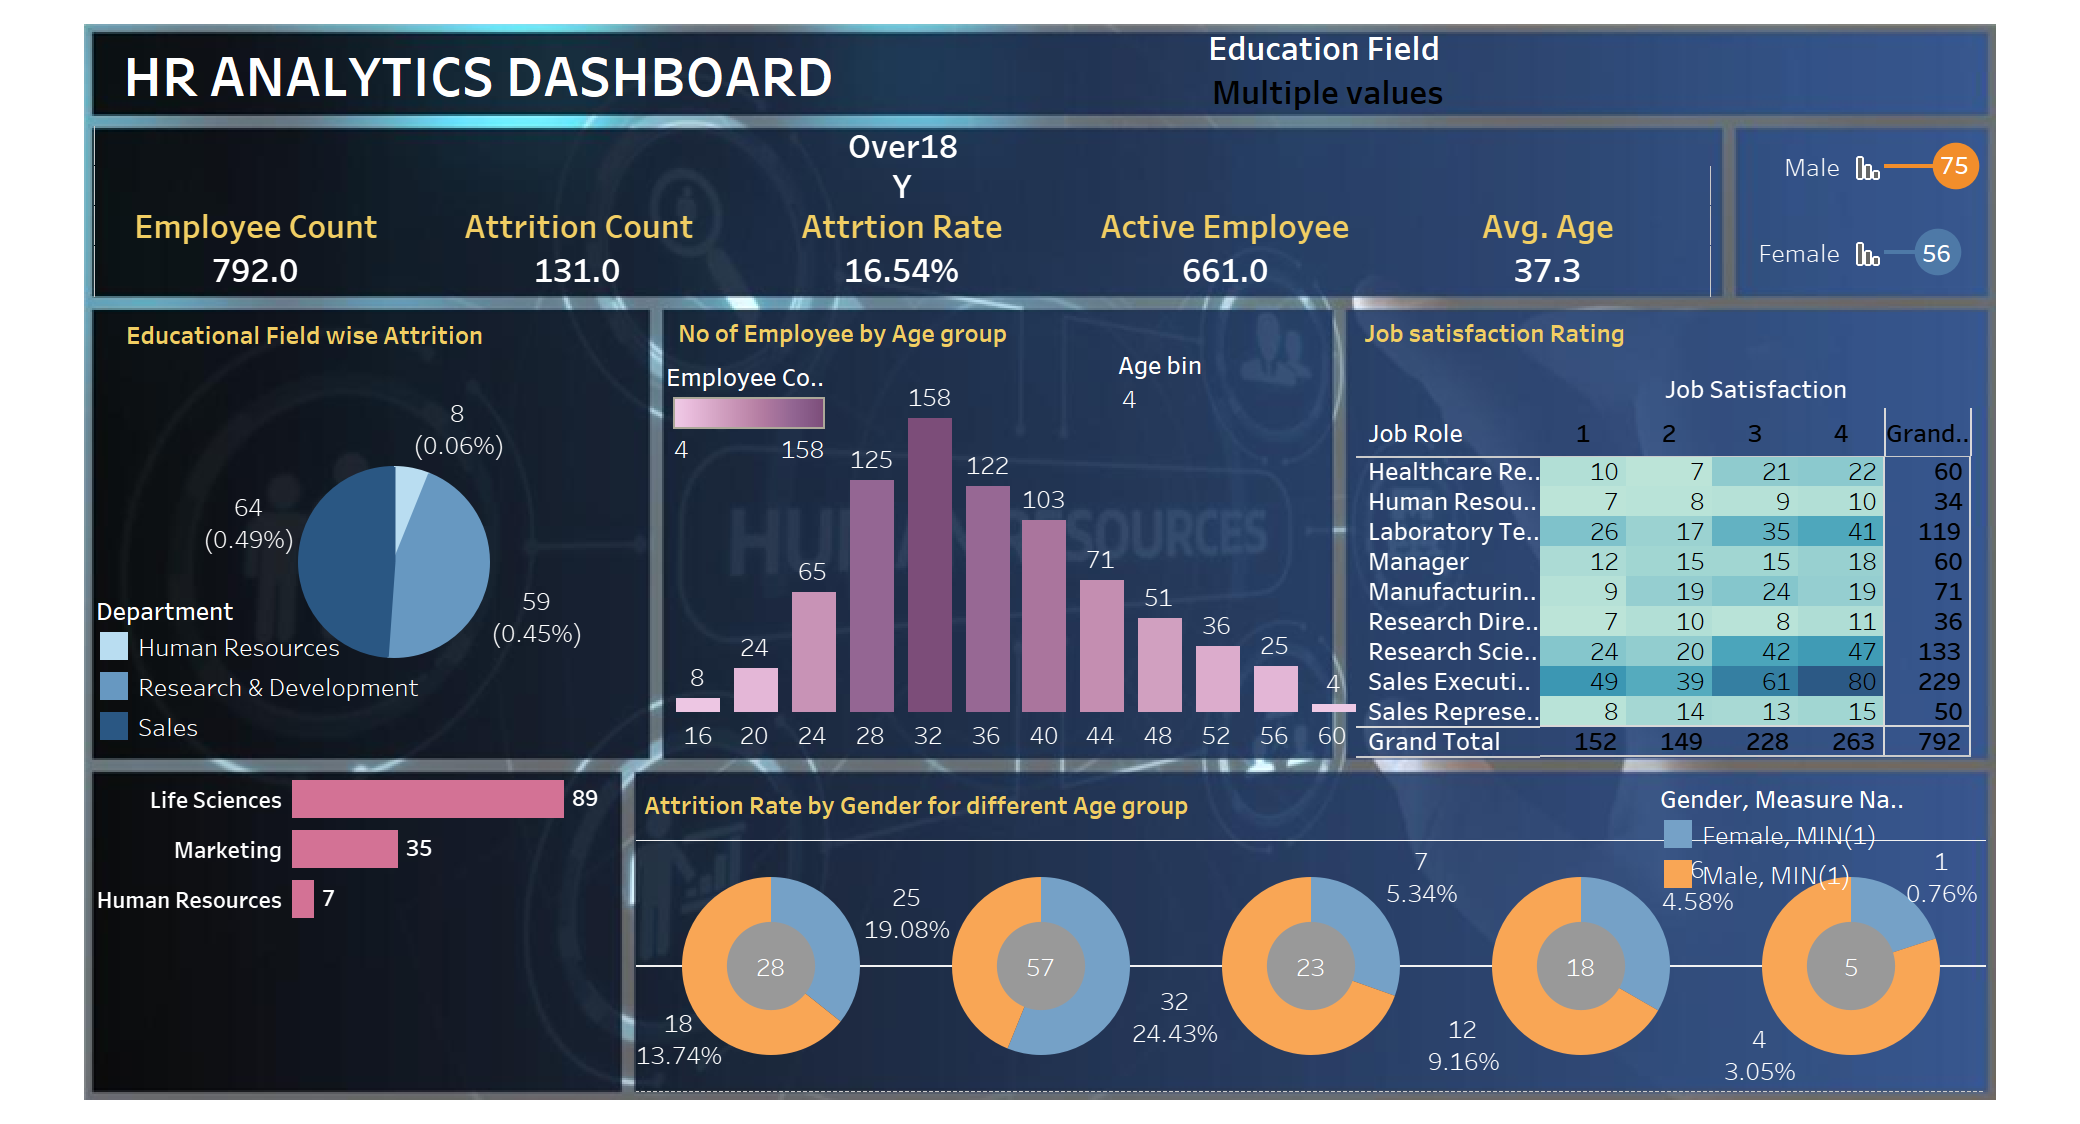 HR ANALYTICS DASHBOARD
Education Field
Multiple values
Over18
Y
Employee Count
792.0
Attrition Count
131.0
Attrtion Rate
16.54%
Active Employee
661.0
Avg. Age
37.3
Male 75
Female 56
Educational Field wise Attrition
8
(0.06%)
64
(0.49%)
59
(0.45%)
Department
Human Resources
Research & Development
Sales
No of Employee by Age group
Employee Co..
4 158
Age bin
4
8 24 65 125 158 122 103 71 51 36 25 4
16 20 24 28 32 36 40 44 48 52 56 60
HUMAN RESOURCES
Job satisfaction Rating
Job Satisfaction
Job Role 1 2 3 4 Grand..
Healthcare Re.. 10 7 21 22 60
Human Resou.. 7 8 9 10 34
Laboratory Te.. 26 17 35 41 119
Manager 12 15 15 18 60
Manufacturin.. 9 19 24 19 71
Research Dire.. 7 10 8 11 36
Research Scie.. 24 20 42 47 133
Sales Executi.. 49 39 61 80 229
Sales Represe.. 8 14 13 15 50
Grand Total 152 149 228 263 792
Life Sciences 89
Marketing 35
Human Resources 7
Attrition Rate by Gender for different Age group
Gender, Measure Na..
Female, MIN(1)
Male, MIN(1)
28
18
13.74%
57
25
19.08%
32
24.43%
23
7
5.34%
18
6
4.58%
12
9.16%
5
1
0.76%
4
3.05%